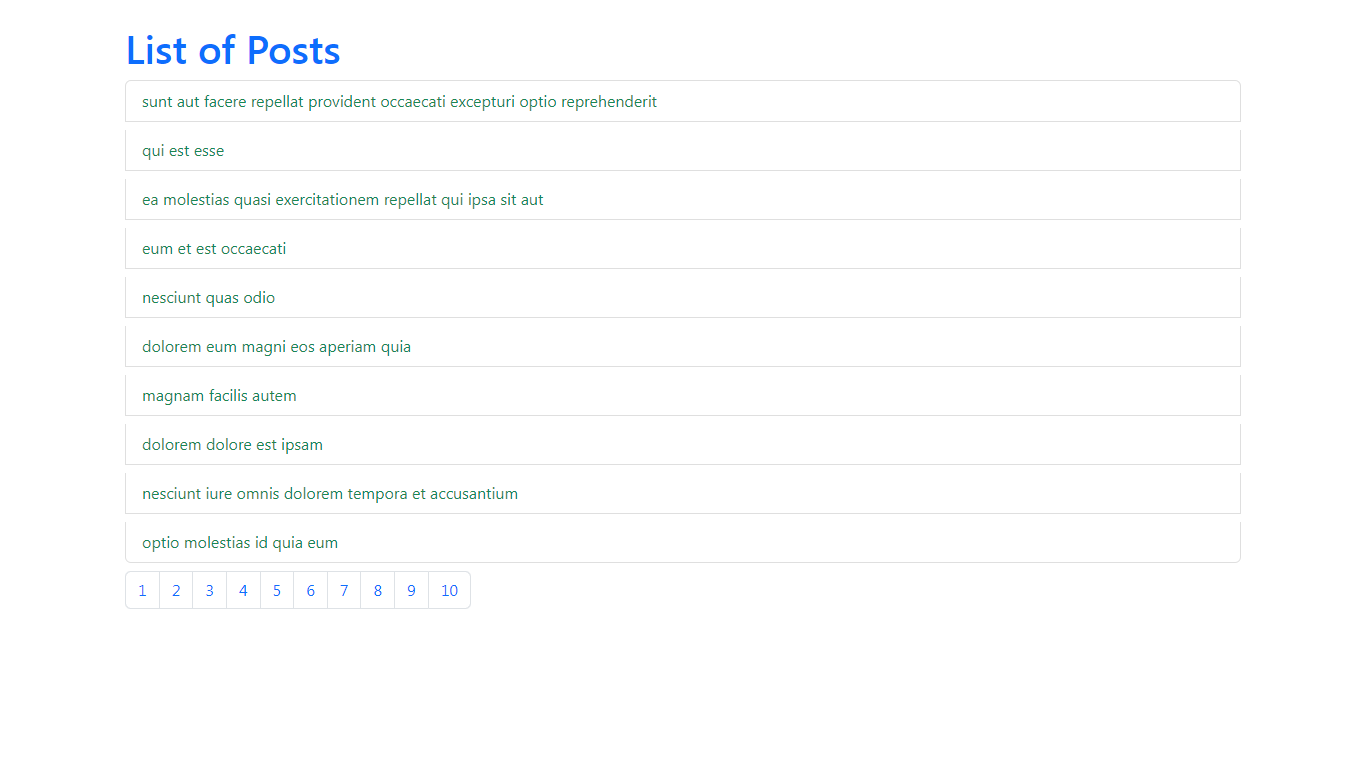 List of Posts
sunt aut facere repellat provident occaecati excepturi optio reprehenderit
qui est esse
ea molestias quasi exercitationem repellat qui ipsa sit aut
eum et est occaecati
nesciunt quas odio
dolorem eum magni eos aperiam quia
magnam facilis autem
dolorem dolore est ipsam
nesciunt iure omnis dolorem tempora et accusantium
optio molestias id quia eum
1 2 3 4 5 6 7 8 9 10